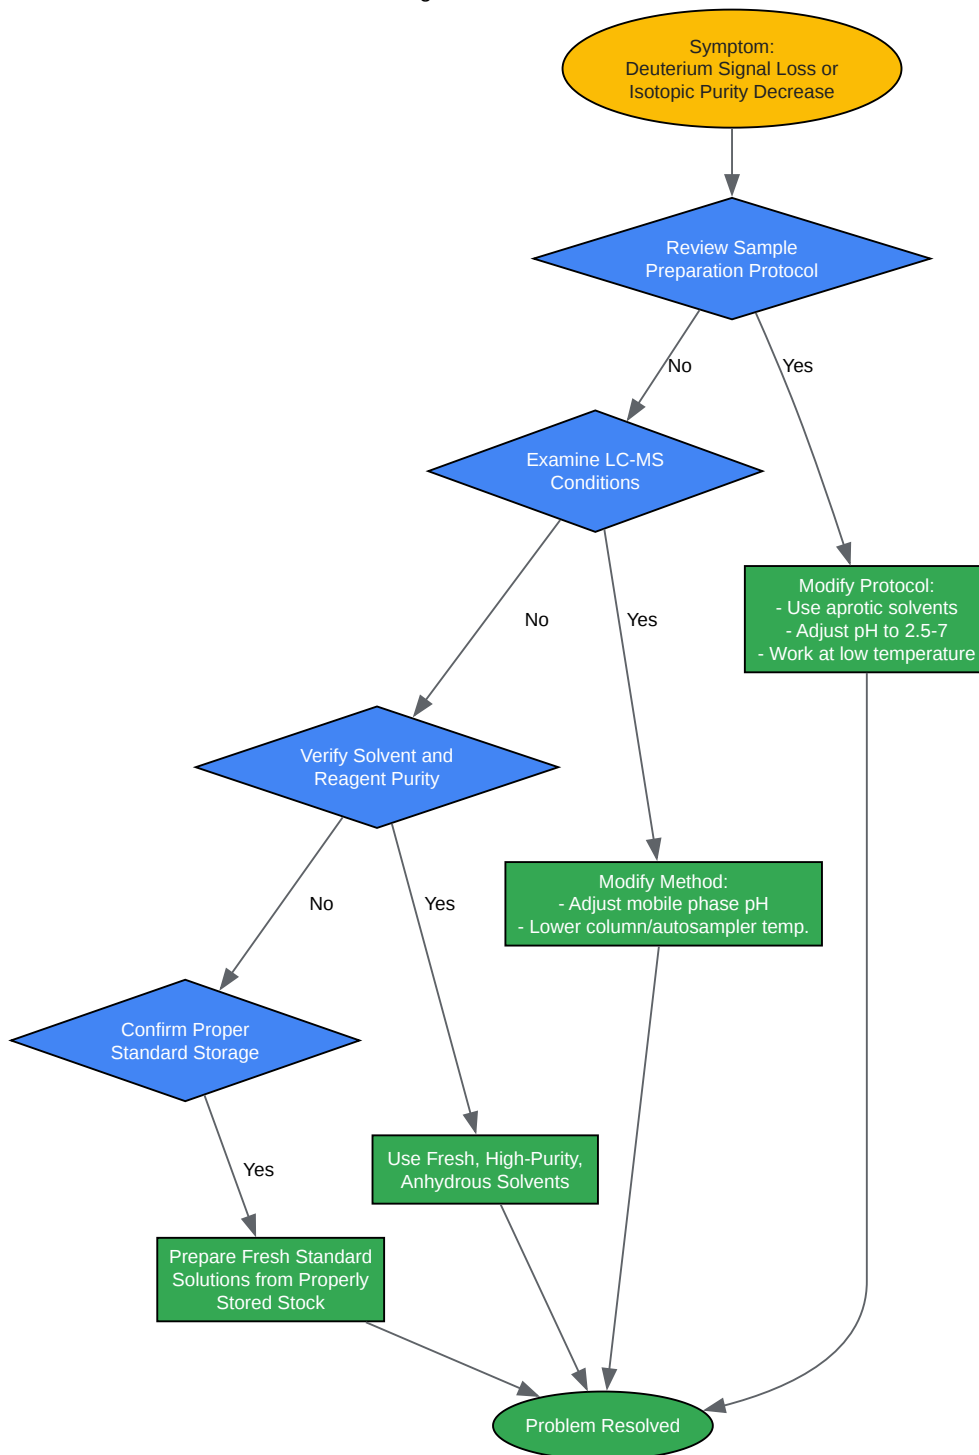 Symptom:
Deuterium Signal Loss or
Isotopic Purity Decrease
Review Sample
Preparation Protocol
No
Yes
Examine LC-MS
Conditions
No
Yes
Modify Protocol:
- Use aprotic solvents
- Adjust pH to 2.5-7
- Work at low temperature
Verify Solvent and
Reagent Purity
No
Yes
Modify Method:
- Adjust mobile phase pH
- Lower column/autosampler temp.
Confirm Proper
Standard Storage
Yes
Use Fresh, High-Purity,
Anhydrous Solvents
Prepare Fresh Standard
Solutions from Properly
Stored Stock
Problem Resolved